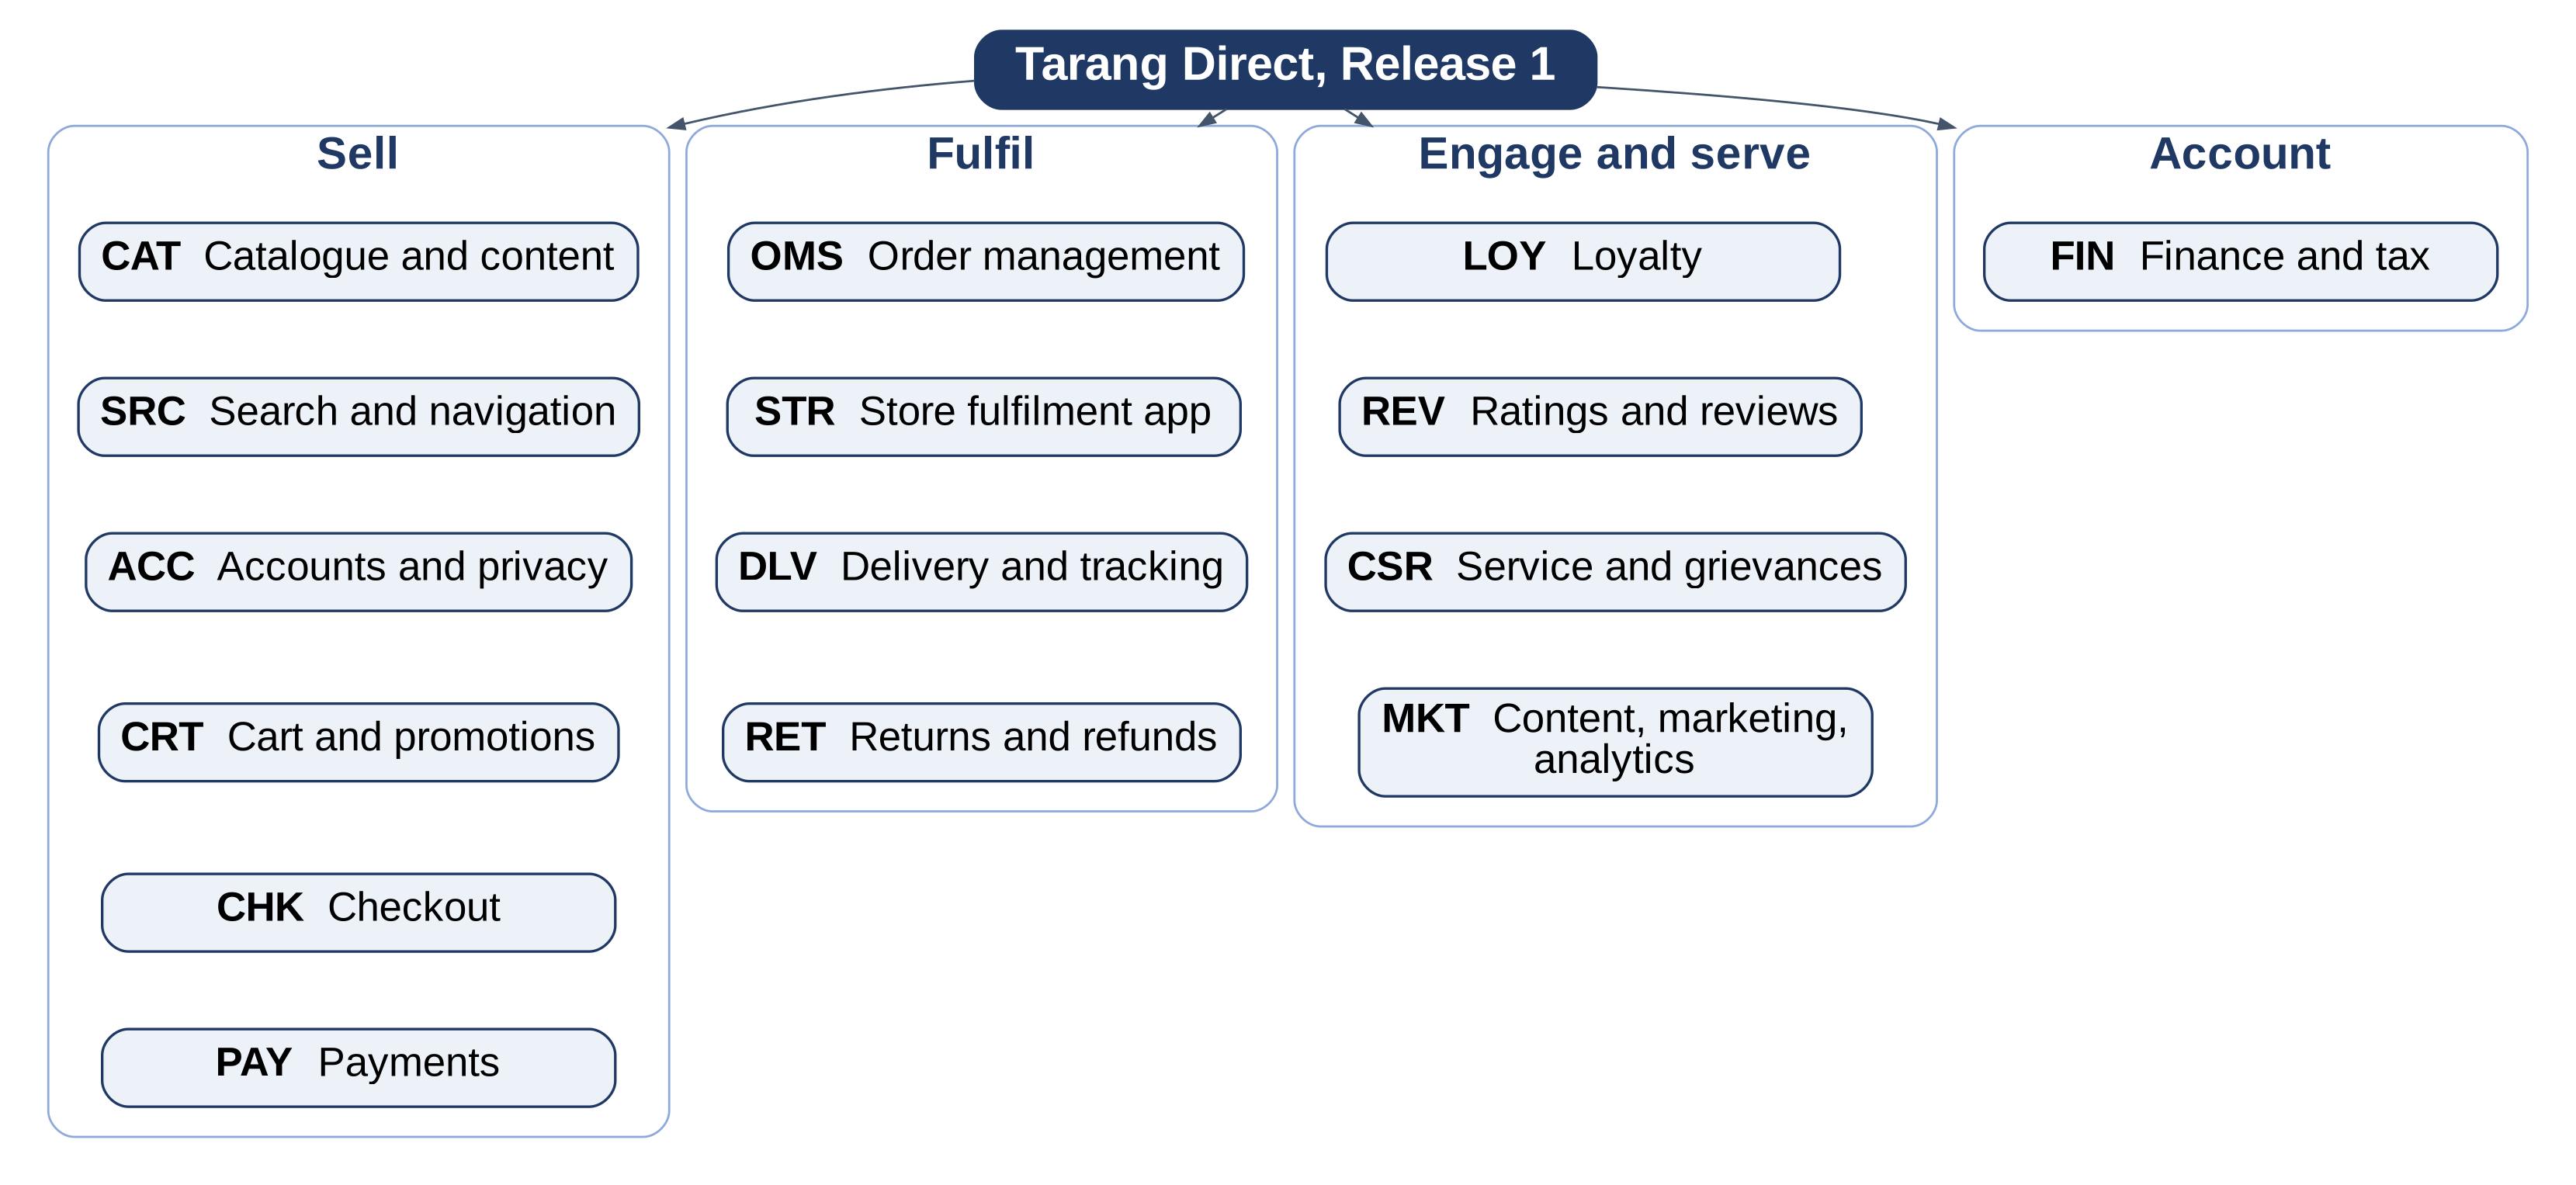 Tarang Direct, Release 1
Sell
CAT Catalogue and content
SRC Search and navigation
ACC Accounts and privacy
CRT Cart and promotions
CHK Checkout
PAY Payments
Fulfil
OMS Order management
STR Store fulfilment app
DLV Delivery and tracking
RET Returns and refunds
Engage and serve
LOY Loyalty
REV Ratings and reviews
CSR Service and grievances
MKT Content, marketing,
analytics
Account
FIN Finance and tax